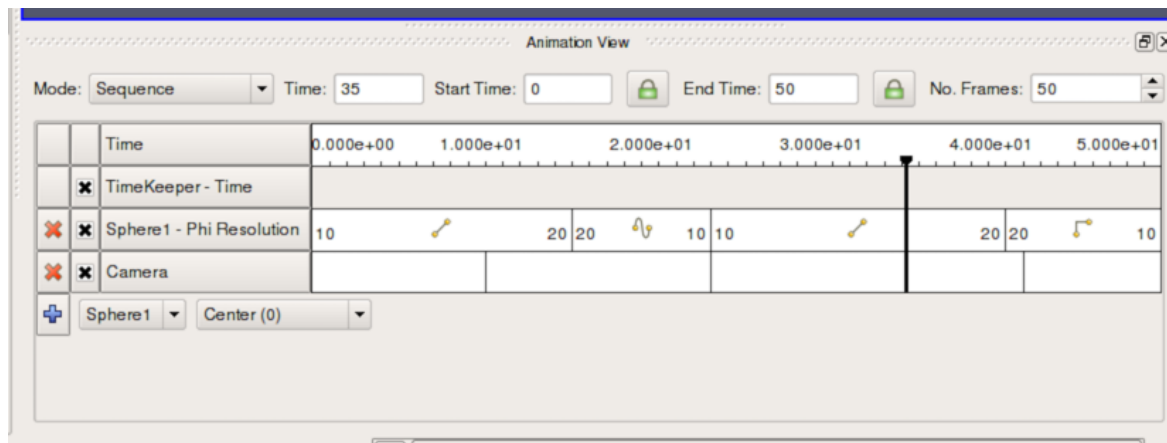 Animation View
Mode: Sequence Time: 35 Start Time: 0 End Time: 50 No. Frames: 50
Time 0.000e+00 1.000e+01 2.000e+01 3.000e+01 4.000e+01 5.000e+01
TimeKeeper - Time
Sphere1 - Phi Resolution 10 20 20 10 10 20 20 10
Camera
Sphere1 Center (0)